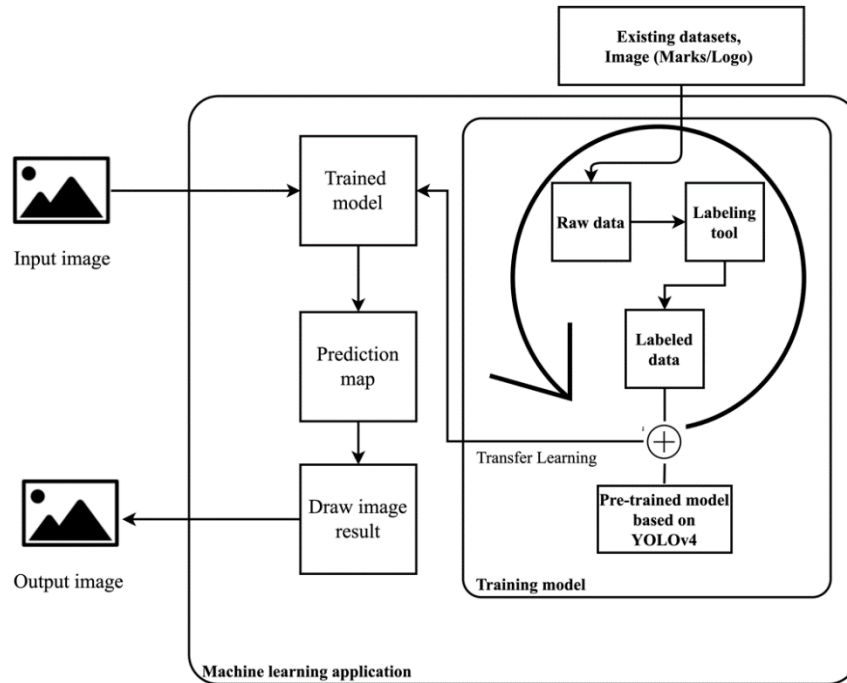 Existing datasets,
Image (Marks/Logo)
Trained
model
Raw data
Labeling
tool
Input image
Prediction
map
Labeled
data
Transfer Learning
Draw image
result
Pre-trained model
based on
YOLOv4
Output image
Training model
Machine learning application